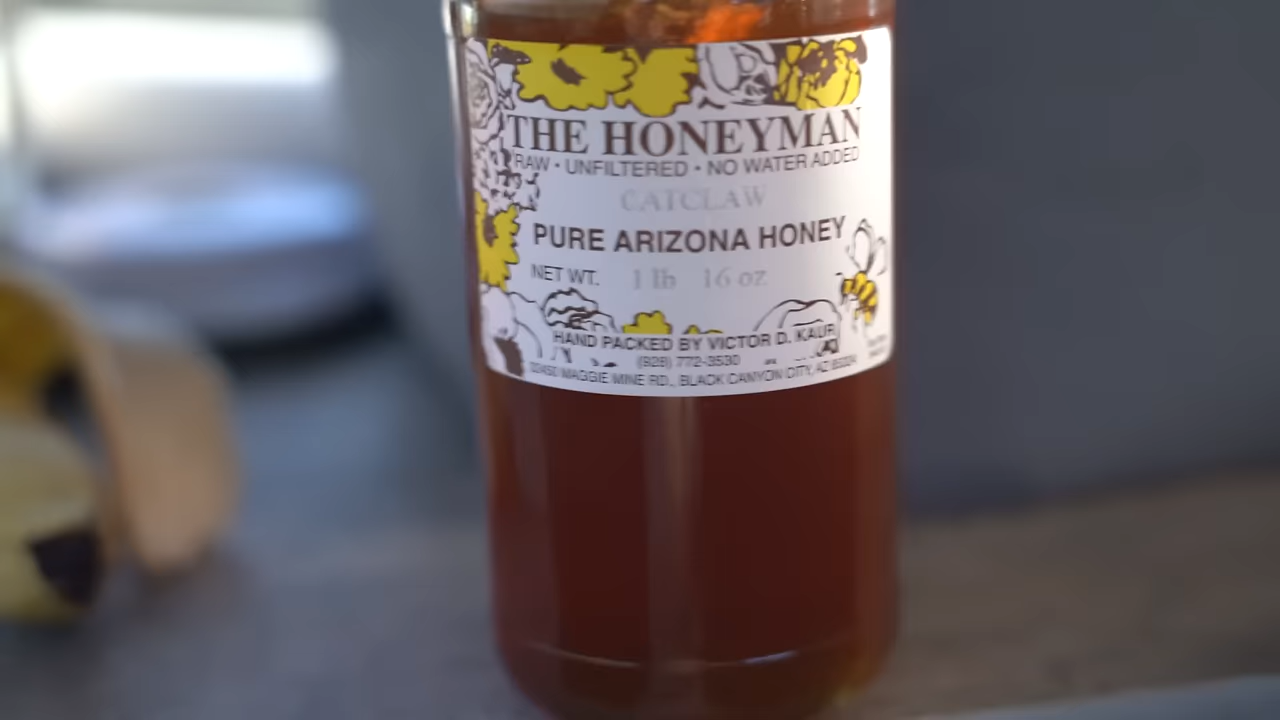 THE HONEYMAN
RAW • UNFILTERED • NO WATER ADDED
CATCLAW
PURE ARIZONA HONEY
NET WT. 1 lb 16 oz
HAND PACKED BY VICTOR D. KAUR
(928) 772-3530
MAGGIE MINE RD., BLACK CANYON CITY, AZ